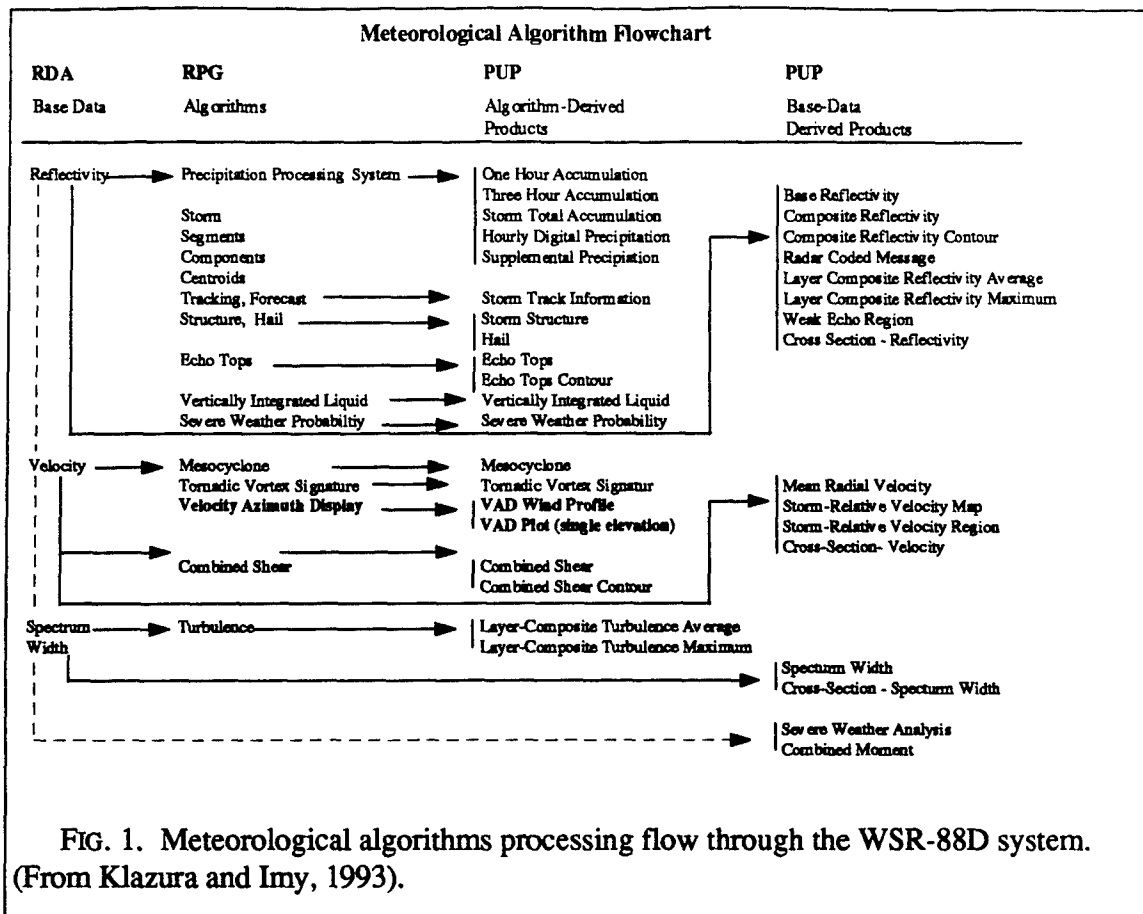 Meteorological Algorithm Flowchart
RDA RPG PUP PUP
Base Data Algorithms Algorithm-Derived Base-Data
Products Derived Products
Reflectivity Precipitation Processing System One Hour Accumulation
Three Hour Accumulation Base Reflectivity
Storm Storm Total Accumulation Composite Reflectivity
Segments Hourly Digital Precipitation Composite Reflectivity Contour
Components Supplemental Precipiation Radar Coded Message
Centroids Layer Composite Reflectivity Average
Tracking, Forecast Storm Track Information Layer Composite Reflectivity Maximum
Structure, Hail Storm Structure Weak Echo Region
Hail Cross Section - Reflectivity
Echo Tops Echo Tops
Echo Tops Contour
Vertically Integrated Liquid Vertically Integrated Liquid
Severe Weather Probabiltiy Severe Weather Probability
Velocity Mesocyclone Mesocyclone
Tornadic Vortex Signature Tornadic Vortex Signatur Mean Radial Velocity
Velocity Azimuth Display VAD Wind Profile Storm-Relative Velocity Map
VAD Plot (single elevation) Storm-Relative Velocity Region
Cross-Section- Velocity
Combined Shear Combined Shear
Combined Shear Contour
Spectrum Turbulence Layer-Composite Turbulence Average
Width Layer-Composite Turbulence Maximum
Specturm Width
Cross-Section - Specturm Width
Severe Weather Analysis
Combined Moment
FIG. 1. Meteorological algorithms processing flow through the WSR-88D system.
(From Klazura and Imy, 1993).